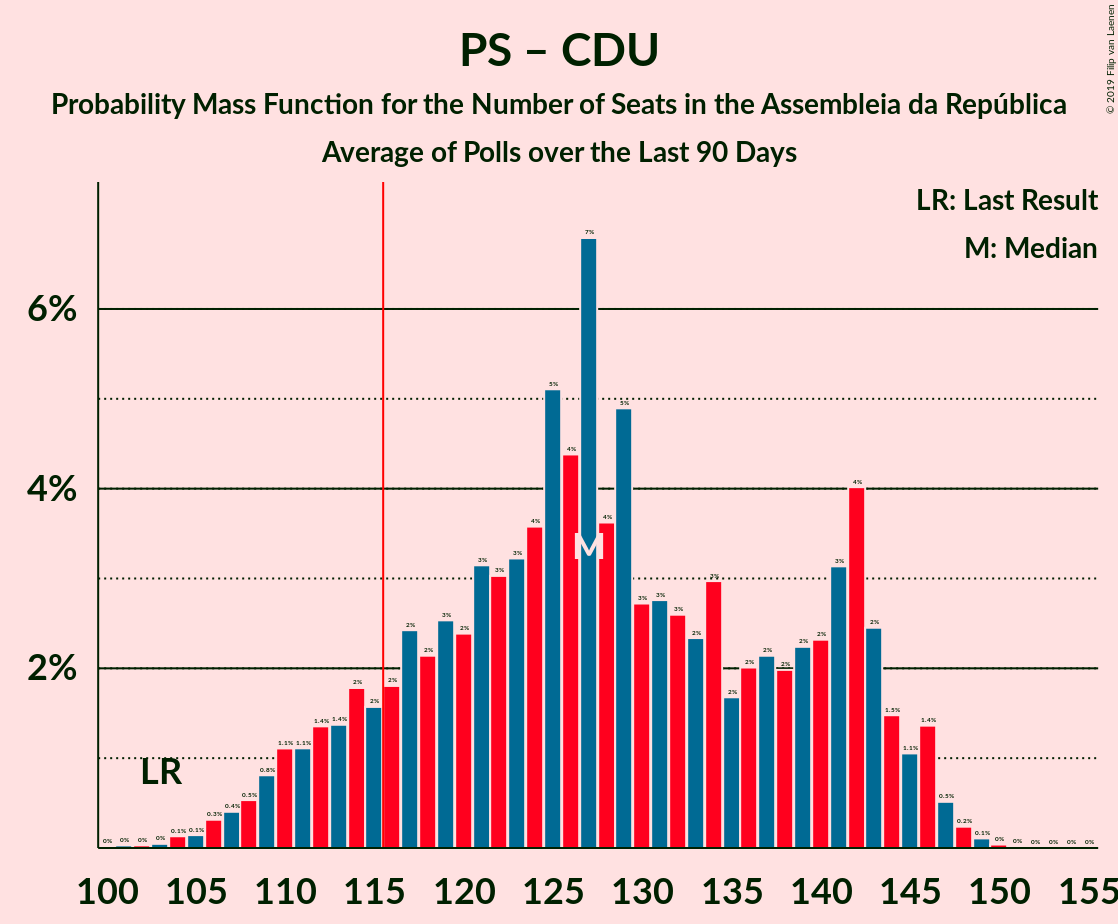 PS – CDU
Probability Mass Function for the Number of Seats in the Assembleia da República
Average of Polls over the Last 90 Days
© 2019 Filip van Laenen
LR: Last Result
M: Median
6%
4%
2%
LR
M
0% 0% 0% 0% 0.1% 0.1% 0.3% 0.4% 0.5% 0.8% 1.1% 1.1% 1.4% 1.4% 2% 2% 2% 2% 2% 3% 2% 3% 3% 3% 4% 5% 4% 7% 4% 5% 3% 3% 3% 2% 3% 2% 2% 2% 2% 2% 2% 3% 4% 2% 1.5% 1.1% 1.4% 0.5% 0.2% 0.1% 0% 0% 0% 0% 0% 0%
100 105 110 115 120 125 130 135 140 145 150 155